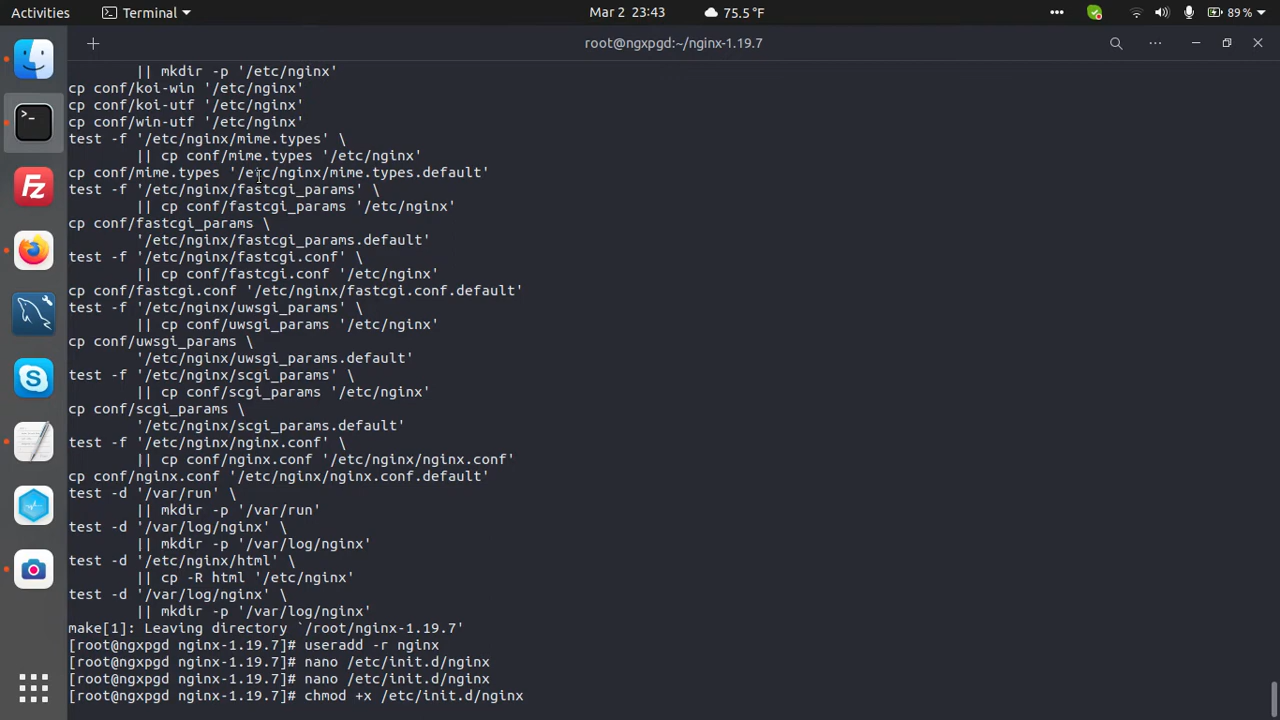 Activities
Terminal
Mar 2 23:43
75.5 °F
89 %
root@ngxpgd:~/nginx-1.19.7
|| mkdir -p '/etc/nginx'
cp conf/koi-win '/etc/nginx'
cp conf/koi-utf '/etc/nginx'
cp conf/win-utf '/etc/nginx'
test -f '/etc/nginx/mime.types' \
|| cp conf/mime.types '/etc/nginx'
cp conf/mime.types '/etc/nginx/mime.types.default'
test -f '/etc/nginx/fastcgi_params' \
|| cp conf/fastcgi_params '/etc/nginx'
cp conf/fastcgi_params \
'/etc/nginx/fastcgi_params.default'
test -f '/etc/nginx/fastcgi.conf' \
|| cp conf/fastcgi.conf '/etc/nginx'
cp conf/fastcgi.conf '/etc/nginx/fastcgi.conf.default'
test -f '/etc/nginx/uwsgi_params' \
|| cp conf/uwsgi_params '/etc/nginx'
cp conf/uwsgi_params \
'/etc/nginx/uwsgi_params.default'
test -f '/etc/nginx/scgi_params' \
|| cp conf/scgi_params '/etc/nginx'
cp conf/scgi_params \
'/etc/nginx/scgi_params.default'
test -f '/etc/nginx/nginx.conf' \
|| cp conf/nginx.conf '/etc/nginx/nginx.conf'
cp conf/nginx.conf '/etc/nginx/nginx.conf.default'
test -d '/var/run' \
|| mkdir -p '/var/run'
test -d '/var/log/nginx' \
|| mkdir -p '/var/log/nginx'
test -d '/etc/nginx/html' \
|| cp -R html '/etc/nginx'
test -d '/var/log/nginx' \
|| mkdir -p '/var/log/nginx'
make[1]: Leaving directory `/root/nginx-1.19.7'
[root@ngxpgd nginx-1.19.7]# useradd -r nginx
[root@ngxpgd nginx-1.19.7]# nano /etc/init.d/nginx
[root@ngxpgd nginx-1.19.7]# nano /etc/init.d/nginx
[root@ngxpgd nginx-1.19.7]# chmod +x /etc/init.d/nginx